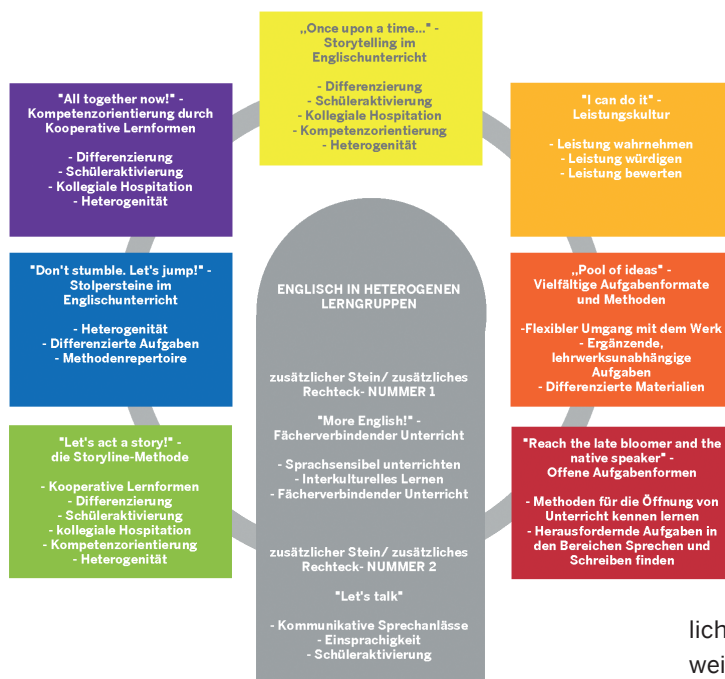 „Once upon a time..." -
Storytelling im
Englischunterricht
- Differenzierung
- Schüleraktivierung
- Kollegiale Hospitation
- Kompetenzorientierung
- Heterogenität
"All together now!" -
Kompetenzorientierung durch
Kooperative Lernformen
- Differenzierung
- Schüleraktivierung
- Kollegiale Hospitation
- Heterogenität
"I can do it" -
Leistungskultur
- Leistung wahrnehmen
- Leistung würdigen
- Leistung bewerten
"Don't stumble. Let's jump!" -
Stolpersteine im
Englischunterricht
- Heterogenität
- Differenzierte Aufgaben
- Methodenrepertoire
ENGLISCH IN HETEROGENEN
LERNGRUPPEN
zusätzlicher Stein/ zusätzliches
Rechteck- NUMMER 1
"More English!" -
Fächerverbindender Unterricht
- Sprachsensibel unterrichten
- Interkulturelles Lernen
- Fächerverbindender Unterricht
zusätzlicher Stein/ zusätzliches
Rechteck- NUMMER 2
"Let's talk"
- Kommunikative Sprechanlässe
- Einsprachigkeit
- Schüleraktivierung
„Pool of ideas" -
Vielfältige Aufgabenformate
und Methoden
-Flexibler Umgang mit dem Werk
- Ergänzende,
lehrwerksunabhängige
Aufgaben
- Differenzierte Materialien
"Let's act a story!" -
die Storyline-Methode
- Kooperative Lernformen
- Differenzierung
- Schüleraktivierung
- kollegiale Hospitation
- Kompetenzorientierung
- Heterogenität
"Reach the late bloomer and the
native speaker" -
Offene Aufgabenformen
- Methoden für die Öffnung von
Unterricht kennen lernen
- Herausfordernde Aufgaben in
den Bereichen Sprechen und
Schreiben finden
lich
wei